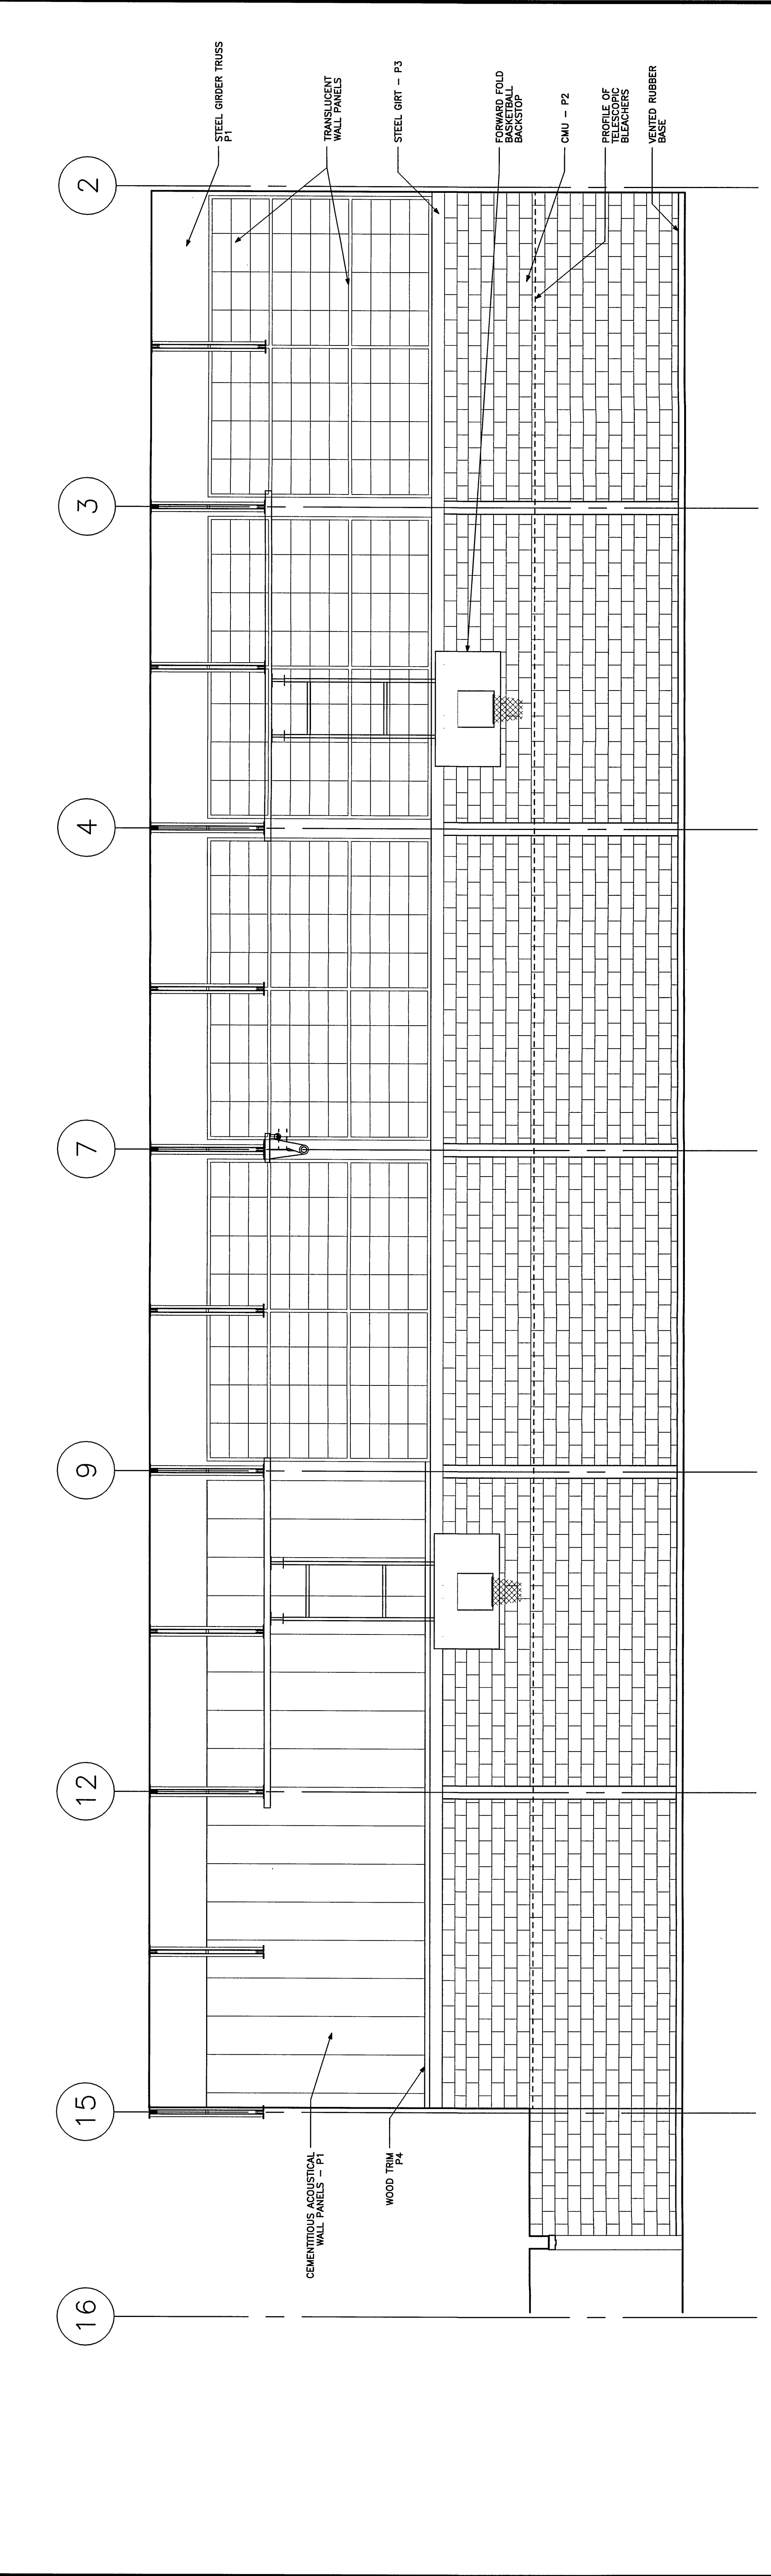 16
15
12
9
7
4
3
2
CEMENTITIOUS ACOUSTICAL
WALL PANELS - P1
WOOD TRIM
P4
STEEL GIRDER TRUSS
P1
TRANSLUCENT
WALL PANELS
STEEL GIRT - P3
FORWARD FOLD
BASKETBALL
BACKSTOP
CMU - P2
PROFILE OF
TELESCOPIC
BLEACHERS
VENTED RUBBER
BASE